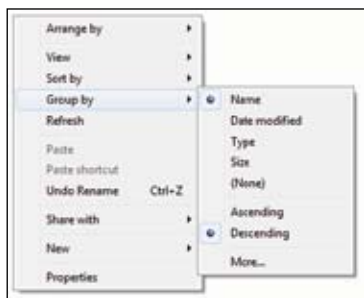 Arrange by
View
Sort by
Group by
Refresh
Paste
Paste shortcut
Undo Rename Ctrl+Z
Share with
New
Properties
Name
Date modified
Type
Size
(None)
Ascending
Descending
More...